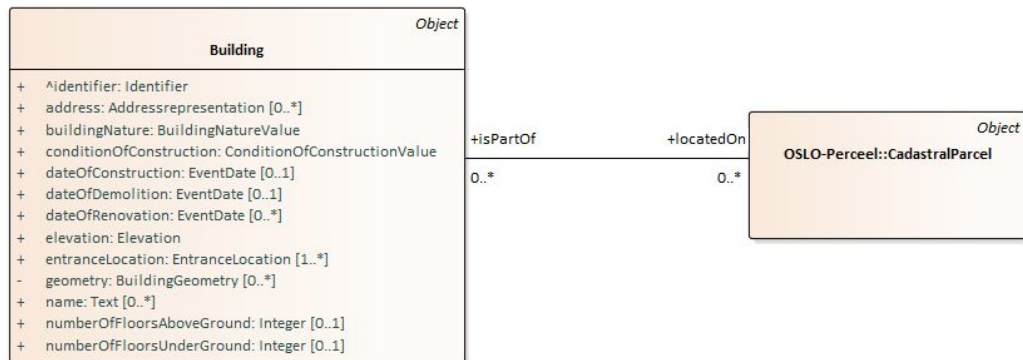 Object
Building
+ ^identifier: Identifier
+ address: Addressrepresentation [0..*]
+ buildingNature: BuildingNatureValue
+ conditionOfConstruction: ConditionOfConstructionValue
+ dateOfConstruction: EventDate [0..1]
+ dateOfDemolition: EventDate [0..1]
+ dateOfRenovation: EventDate [0..*]
+ elevation: Elevation
+ entranceLocation: EntranceLocation [1..*]
- geometry: BuildingGeometry [0..*]
+ name: Text [0..*]
+ numberOfFloorsAboveGround: Integer [0..1]
+ numberOfFloorsUnderGround: Integer [0..1]
+isPartOf
0..*
+locatedOn
0..*
Object
OSLO-Perceel::CadastralParcel